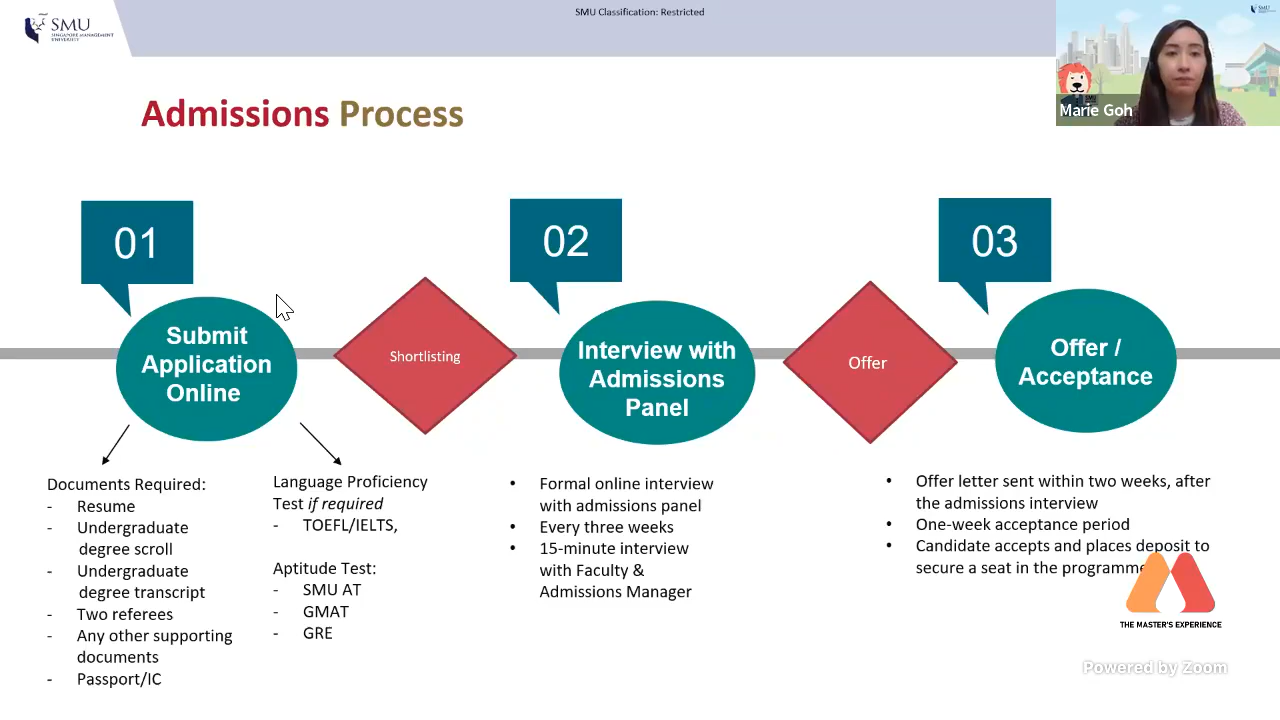 SMU Classification: Restricted
SMU
SINGAPORE MANAGEMENT
UNIVERSITY
SMU
Marie Goh
Admissions Process
01
02
03
Submit
Application
Online
Shortlisting
Interview with
Admissions
Panel
Offer
Offer /
Acceptance
Documents Required:
- Resume
- Undergraduate
degree scroll
- Undergraduate
degree transcript
- Two referees
- Any other supporting
documents
- Passport/IC
Language Proficiency
Test if required
- TOEFL/IELTS,
Aptitude Test:
- SMU AT
- GMAT
- GRE
• Formal online interview
with admissions panel
• Every three weeks
• 15-minute interview
with Faculty &
Admissions Manager
• Offer letter sent within two weeks, after
the admissions interview
• One-week acceptance period
• Candidate accepts and places deposit to
secure a seat in the programme
THE MASTER'S EXPERIENCE
Powered by Zoom